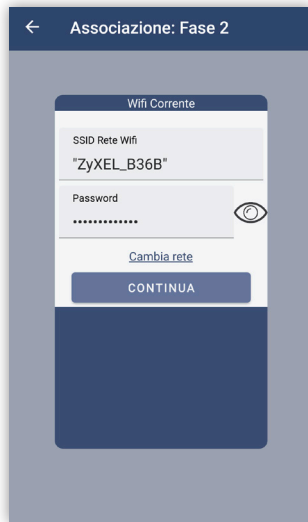 Associazione: Fase 2
Wifi Corrente
SSID Rete Wifi
"ZyXEL_B36B"
Password
•••••••••••••
Cambia rete
CONTINUA